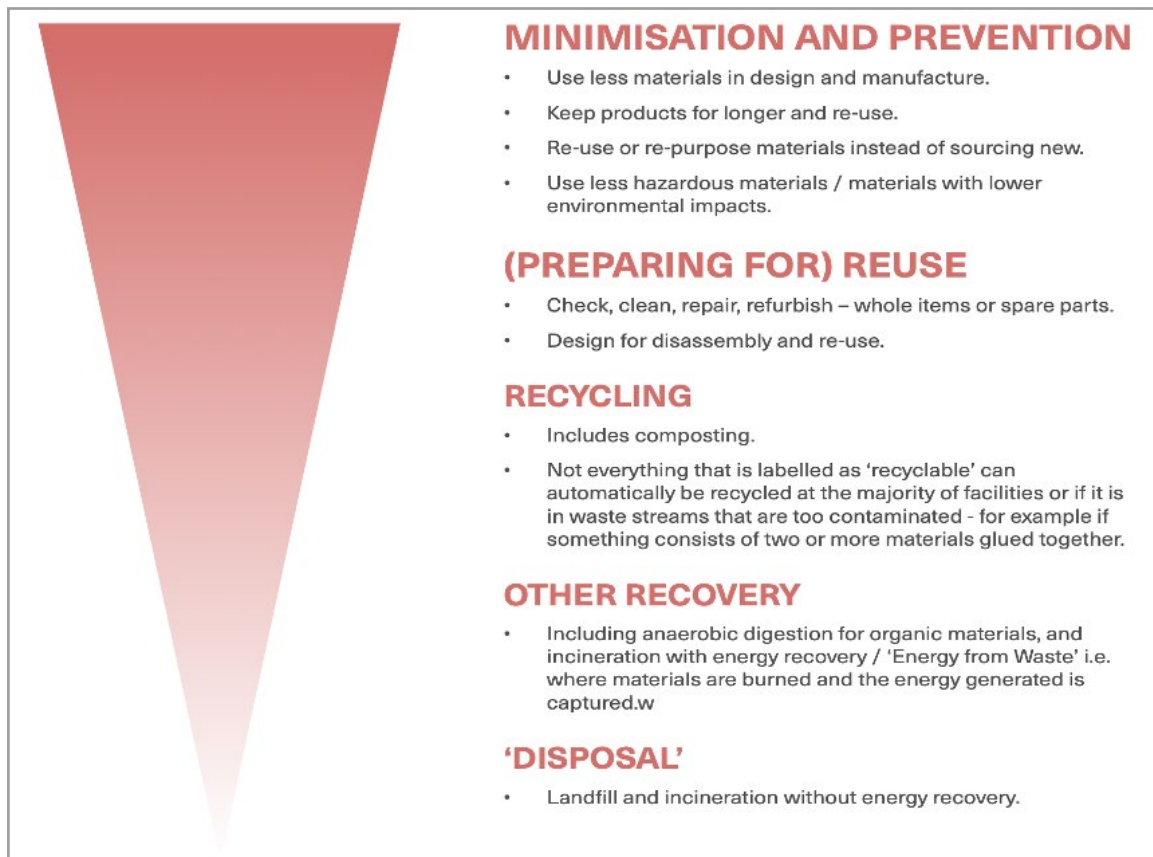 MINIMISATION AND PREVENTION
• Use less materials in design and manufacture.
• Keep products for longer and re-use.
• Re-use or re-purpose materials instead of sourcing new.
• Use less hazardous materials / materials with lower
environmental impacts.
(PREPARING FOR) REUSE
• Check, clean, repair, refurbish – whole items or spare parts.
• Design for disassembly and re-use.
RECYCLING
• Includes composting.
• Not everything that is labelled as ‘recyclable’ can
automatically be recycled at the majority of facilities or if it is
in waste streams that are too contaminated - for example if
something consists of two or more materials glued together.
OTHER RECOVERY
• Including anaerobic digestion for organic materials, and
incineration with energy recovery / ‘Energy from Waste’ i.e.
where materials are burned and the energy generated is
captured.w
‘DISPOSAL’
• Landfill and incineration without energy recovery.